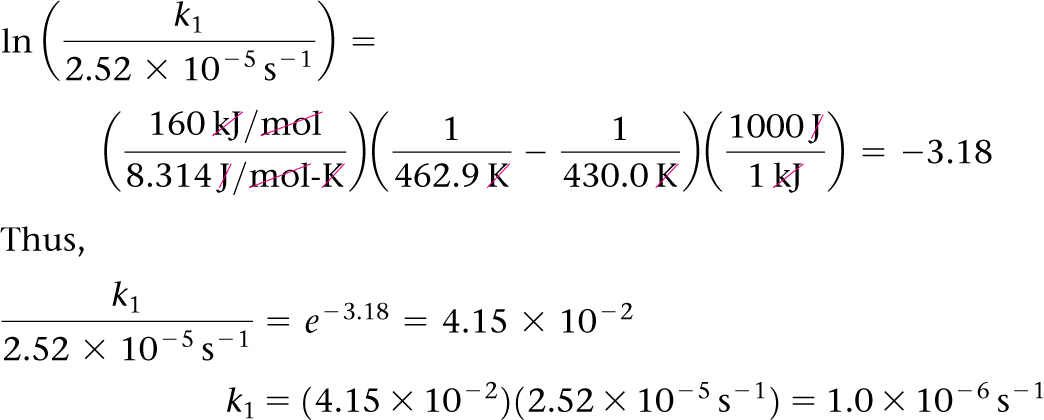 ln(k₁ / 2.52 × 10⁻⁵ s⁻¹) =
(160 kJ/mol / 8.314 J/mol-K)(1 / 462.9 K − 1 / 430.0 K)(1000 J / 1 kJ) = −3.18
Thus,
k₁ / 2.52 × 10⁻⁵ s⁻¹ = e⁻³·¹⁸ = 4.15 × 10⁻²
k₁ = (4.15 × 10⁻²)(2.52 × 10⁻⁵ s⁻¹) = 1.0 × 10⁻⁶ s⁻¹